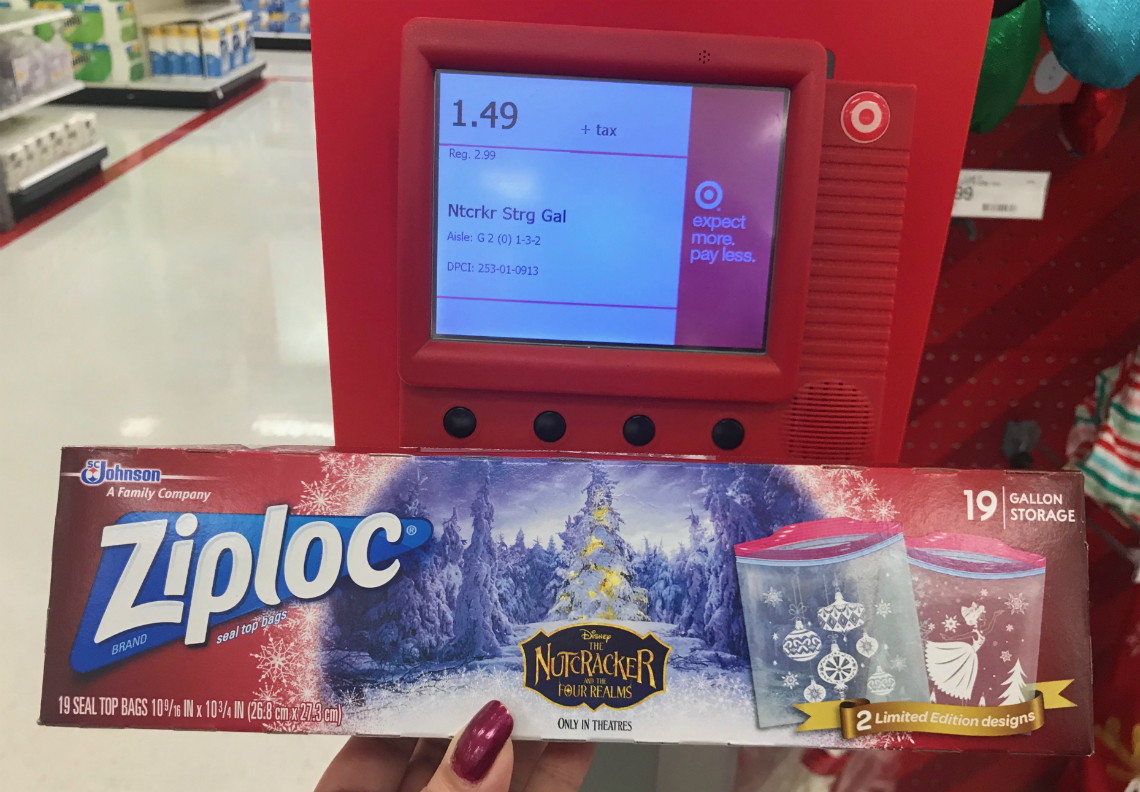 1.49 + tax
Reg. 2.99
Ntcrkr Strg Gal
Aisle: G 2 (0) 1-3-2
DPCI: 253-01-0913
expect
more.
pay less.
99
SC Johnson
A Family Company
Ziploc®
BRAND
seal top bags
19 SEAL TOP BAGS 10 9/16 IN x 10 3/4 IN (26.8 cm x 27.3 cm)
Disney
THE
NUTCRACKER
AND THE
FOUR REALMS
ONLY IN THEATRES
19 GALLON
STORAGE
2 Limited Edition designs